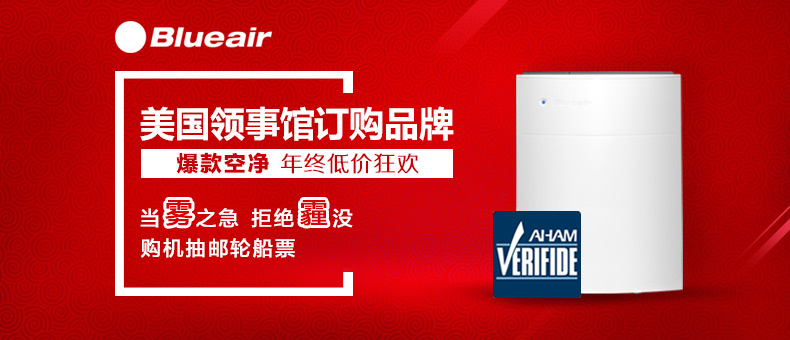 Blueair
美国领事馆订购品牌
爆款空净 年终低价狂欢
当雾之急 拒绝霾没
购机抽邮轮船票
Blueair
AHAM
VERIFIDE